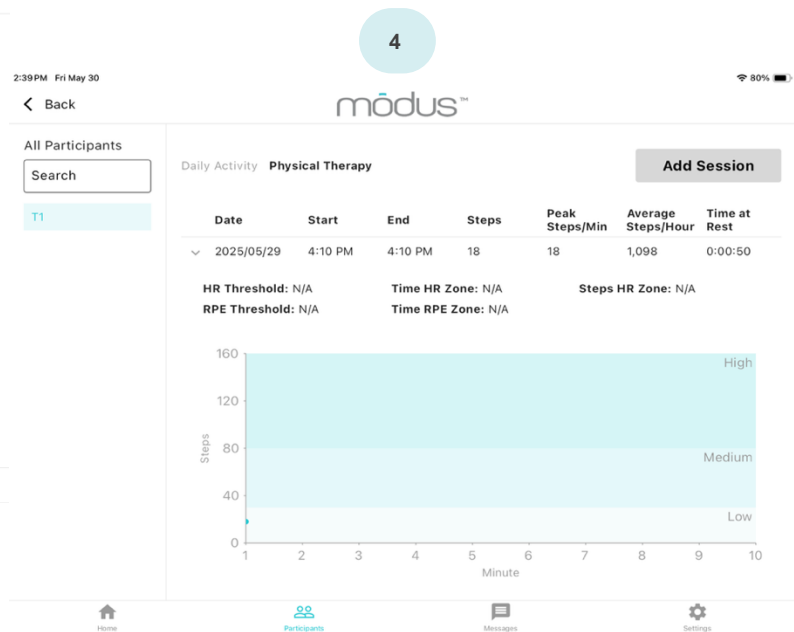 4
2:39 PM Fri May 30
80%
Back
mōdus™
All Participants
Search
T1
Daily Activity Physical Therapy
Add Session
Date Start End Steps Peak Steps/Min Average Steps/Hour Time at Rest
2025/05/29 4:10 PM 4:10 PM 18 18 1,098 0:00:50
HR Threshold: N/A Time HR Zone: N/A Steps HR Zone: N/A
RPE Threshold: N/A Time RPE Zone: N/A
160
120
80
40
0
Steps
High
Medium
Low
1 2 3 4 5 6 7 8 9 10
Minute
Home Participants Messages Settings